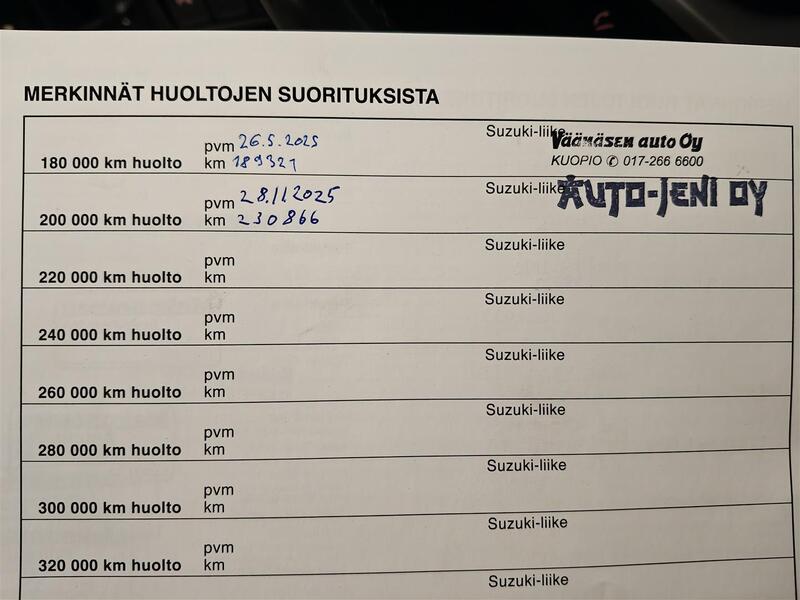 MERKINNÄT HUOLTOJEN SUORITUKSISTA
Suzuki-liike
Väänäsen auto Oy
pvm 26.5.2025
180 000 km huolto km 189321
KUOPIO ✆ 017-266 6600
Suzuki-liike
AUTO-JENI OY
pvm 28.11.2025
200 000 km huolto km 230866
Suzuki-liike
pvm
220 000 km huolto km
Suzuki-liike
pvm
240 000 km huolto km
Suzuki-liike
pvm
260 000 km huolto km
Suzuki-liike
pvm
280 000 km huolto km
Suzuki-liike
pvm
300 000 km huolto km
Suzuki-liike
pvm
320 000 km huolto km
Suzuki-liike